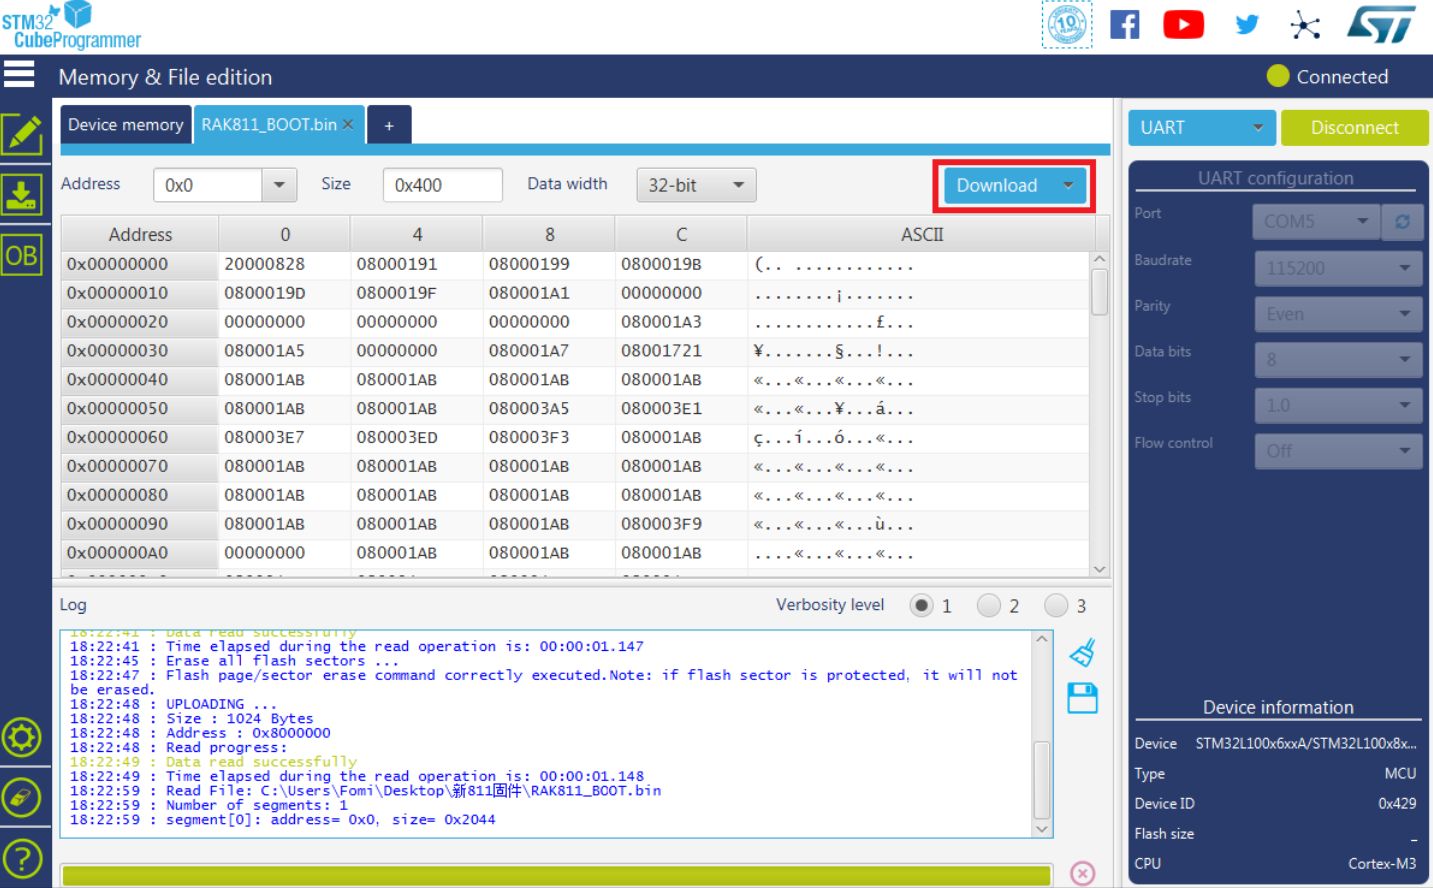 STM32
CubeProgrammer
10
ST
Memory & File edition
Connected
Device memory
RAK811_BOOT.bin
+
UART
Disconnect
Address
0x0
Size
0x400
Data width
32-bit
Download
UART configuration
Port
COM5
Baudrate
115200
Parity
Even
Data bits
8
Stop bits
1.0
Flow control
Off
Address 0 4 8 C ASCII
0x00000000 20000828 08000191 08000199 0800019B (.. ............
0x00000010 0800019D 0800019F 080001A1 00000000 ........¡.......
0x00000020 00000000 00000000 00000000 080001A3 ............£...
0x00000030 080001A5 00000000 080001A7 08001721 ¥.......§...!...
0x00000040 080001AB 080001AB 080001AB 080001AB «...«...«...«...
0x00000050 080001AB 080001AB 080003A5 080003E1 «...«...¥...á...
0x00000060 080003E7 080003ED 080003F3 080001AB ç...í...ó...«...
0x00000070 080001AB 080001AB 080001AB 080001AB «...«...«...«...
0x00000080 080001AB 080001AB 080001AB 080001AB «...«...«...«...
0x00000090 080001AB 080001AB 080001AB 080003F9 «...«...«...ù...
0x000000A0 00000000 080001AB 080001AB 080001AB ....«...«...«...
OB
Log
Verbosity level
1
2
3
18:22:41 : Data read successfully
18:22:41 : Time elapsed during the read operation is: 00:00:01.147
18:22:45 : Erase all flash sectors ...
18:22:47 : Flash page/sector erase command correctly executed.Note: if flash sector is protected, it will not
be erased.
18:22:48 : UPLOADING ...
18:22:48 : Size : 1024 Bytes
18:22:48 : Address : 0x8000000
18:22:48 : Read progress:
18:22:49 : Data read successfully
18:22:49 : Time elapsed during the read operation is: 00:00:01.148
18:22:59 : Read File: C:\Users\Fomi\Desktop\新811固件\RAK811_BOOT.bin
18:22:59 : Number of segments: 1
18:22:59 : segment[0]: address= 0x0, size= 0x2044
Device information
Device STM32L100x6xxA/STM32L100x8x...
Type MCU
Device ID 0x429
Flash size _
CPU Cortex-M3